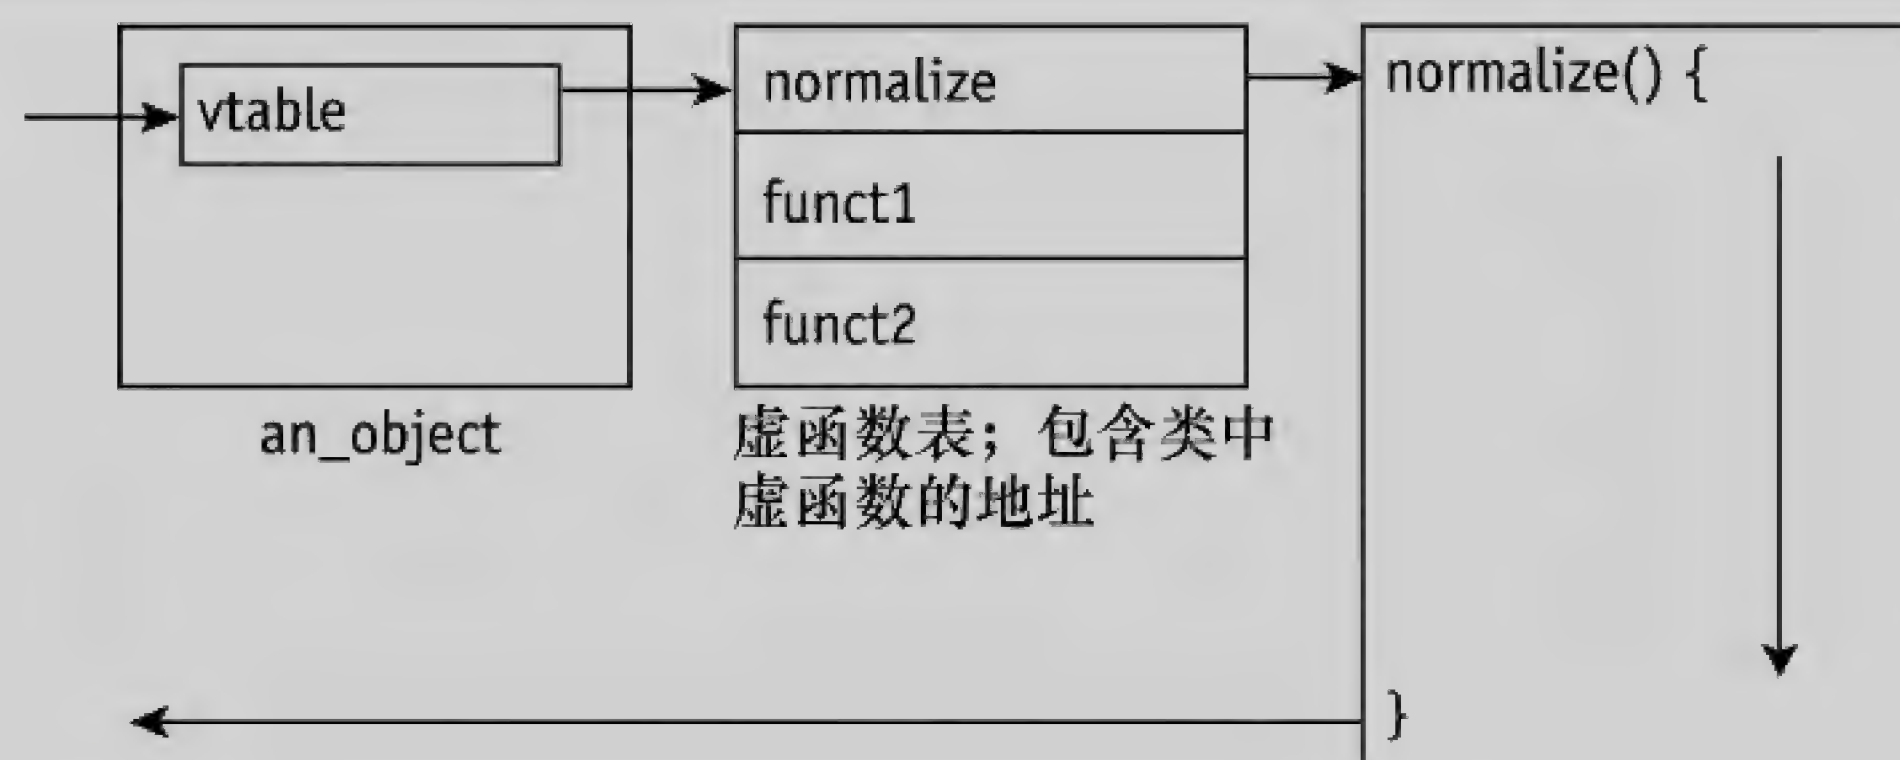 vtable
an_object
normalize
funct1
funct2
虚函数表；包含类中
虚函数的地址
normalize() {
}